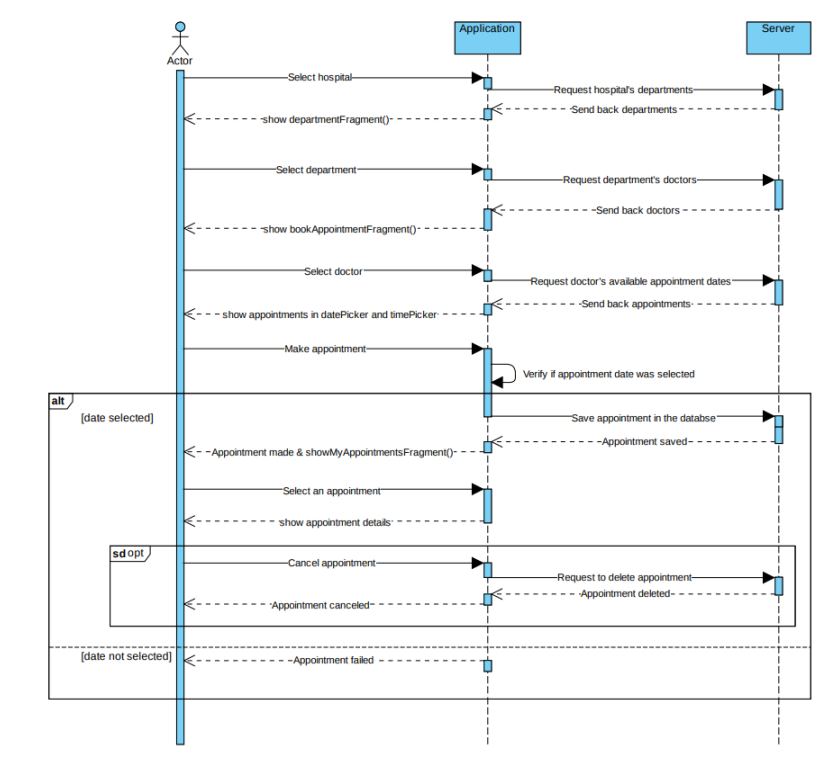 Application
Server
Actor
Select hospital
Request hospital's departments
Send back departments
show departmentFragment()
Select department
Request department's doctors
Send back doctors
show bookAppointmentFragment()
Select doctor
Request doctor's available appointment dates
Send back appointments
show appointments in datePicker and timePicker
Make appointment
Verify if appointment date was selected
alt
[date selected]
Save appointment in the databse
Appointment saved
Appointment made & showMyAppointmentsFragment()
Select an appointment
show appointment details
sd opt
Cancel appointment
Request to delete appointment
Appointment deleted
Appointment canceled
[date not selected]
Appointment failed